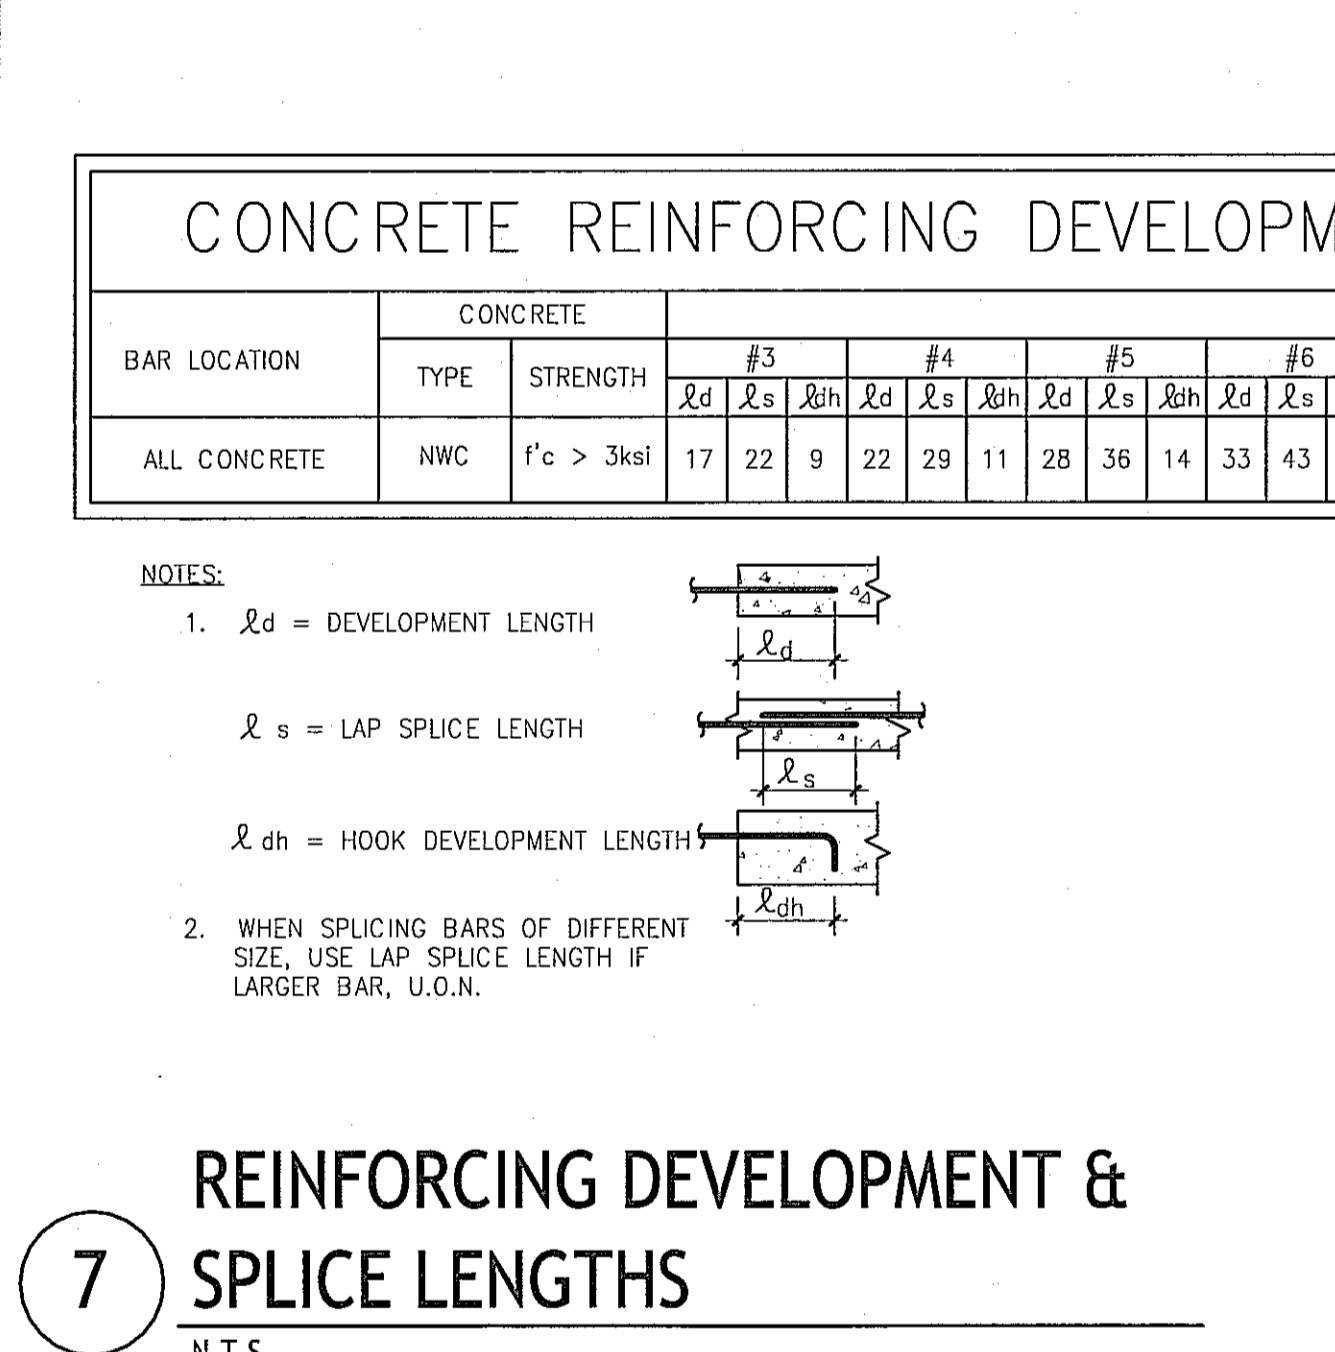 CONCRETE REINFORCING DEVELOPM
BAR LOCATION
CONCRETE
TYPE STRENGTH
#3 #4 #5 #6
ℓd ℓs ℓdh ℓd ℓs ℓdh ℓd ℓs ℓdh ℓd ℓs
ALL CONCRETE NWC f'c > 3ksi 17 22 9 22 29 11 28 36 14 33 43
NOTES:
1. ℓd = DEVELOPMENT LENGTH
ℓd
ℓ s = LAP SPLICE LENGTH
ℓs
ℓ dh = HOOK DEVELOPMENT LENGTH
ℓdh
2. WHEN SPLICING BARS OF DIFFERENT
SIZE, USE LAP SPLICE LENGTH IF
LARGER BAR, U.O.N.
REINFORCING DEVELOPMENT &
7 SPLICE LENGTHS
N.T.S.